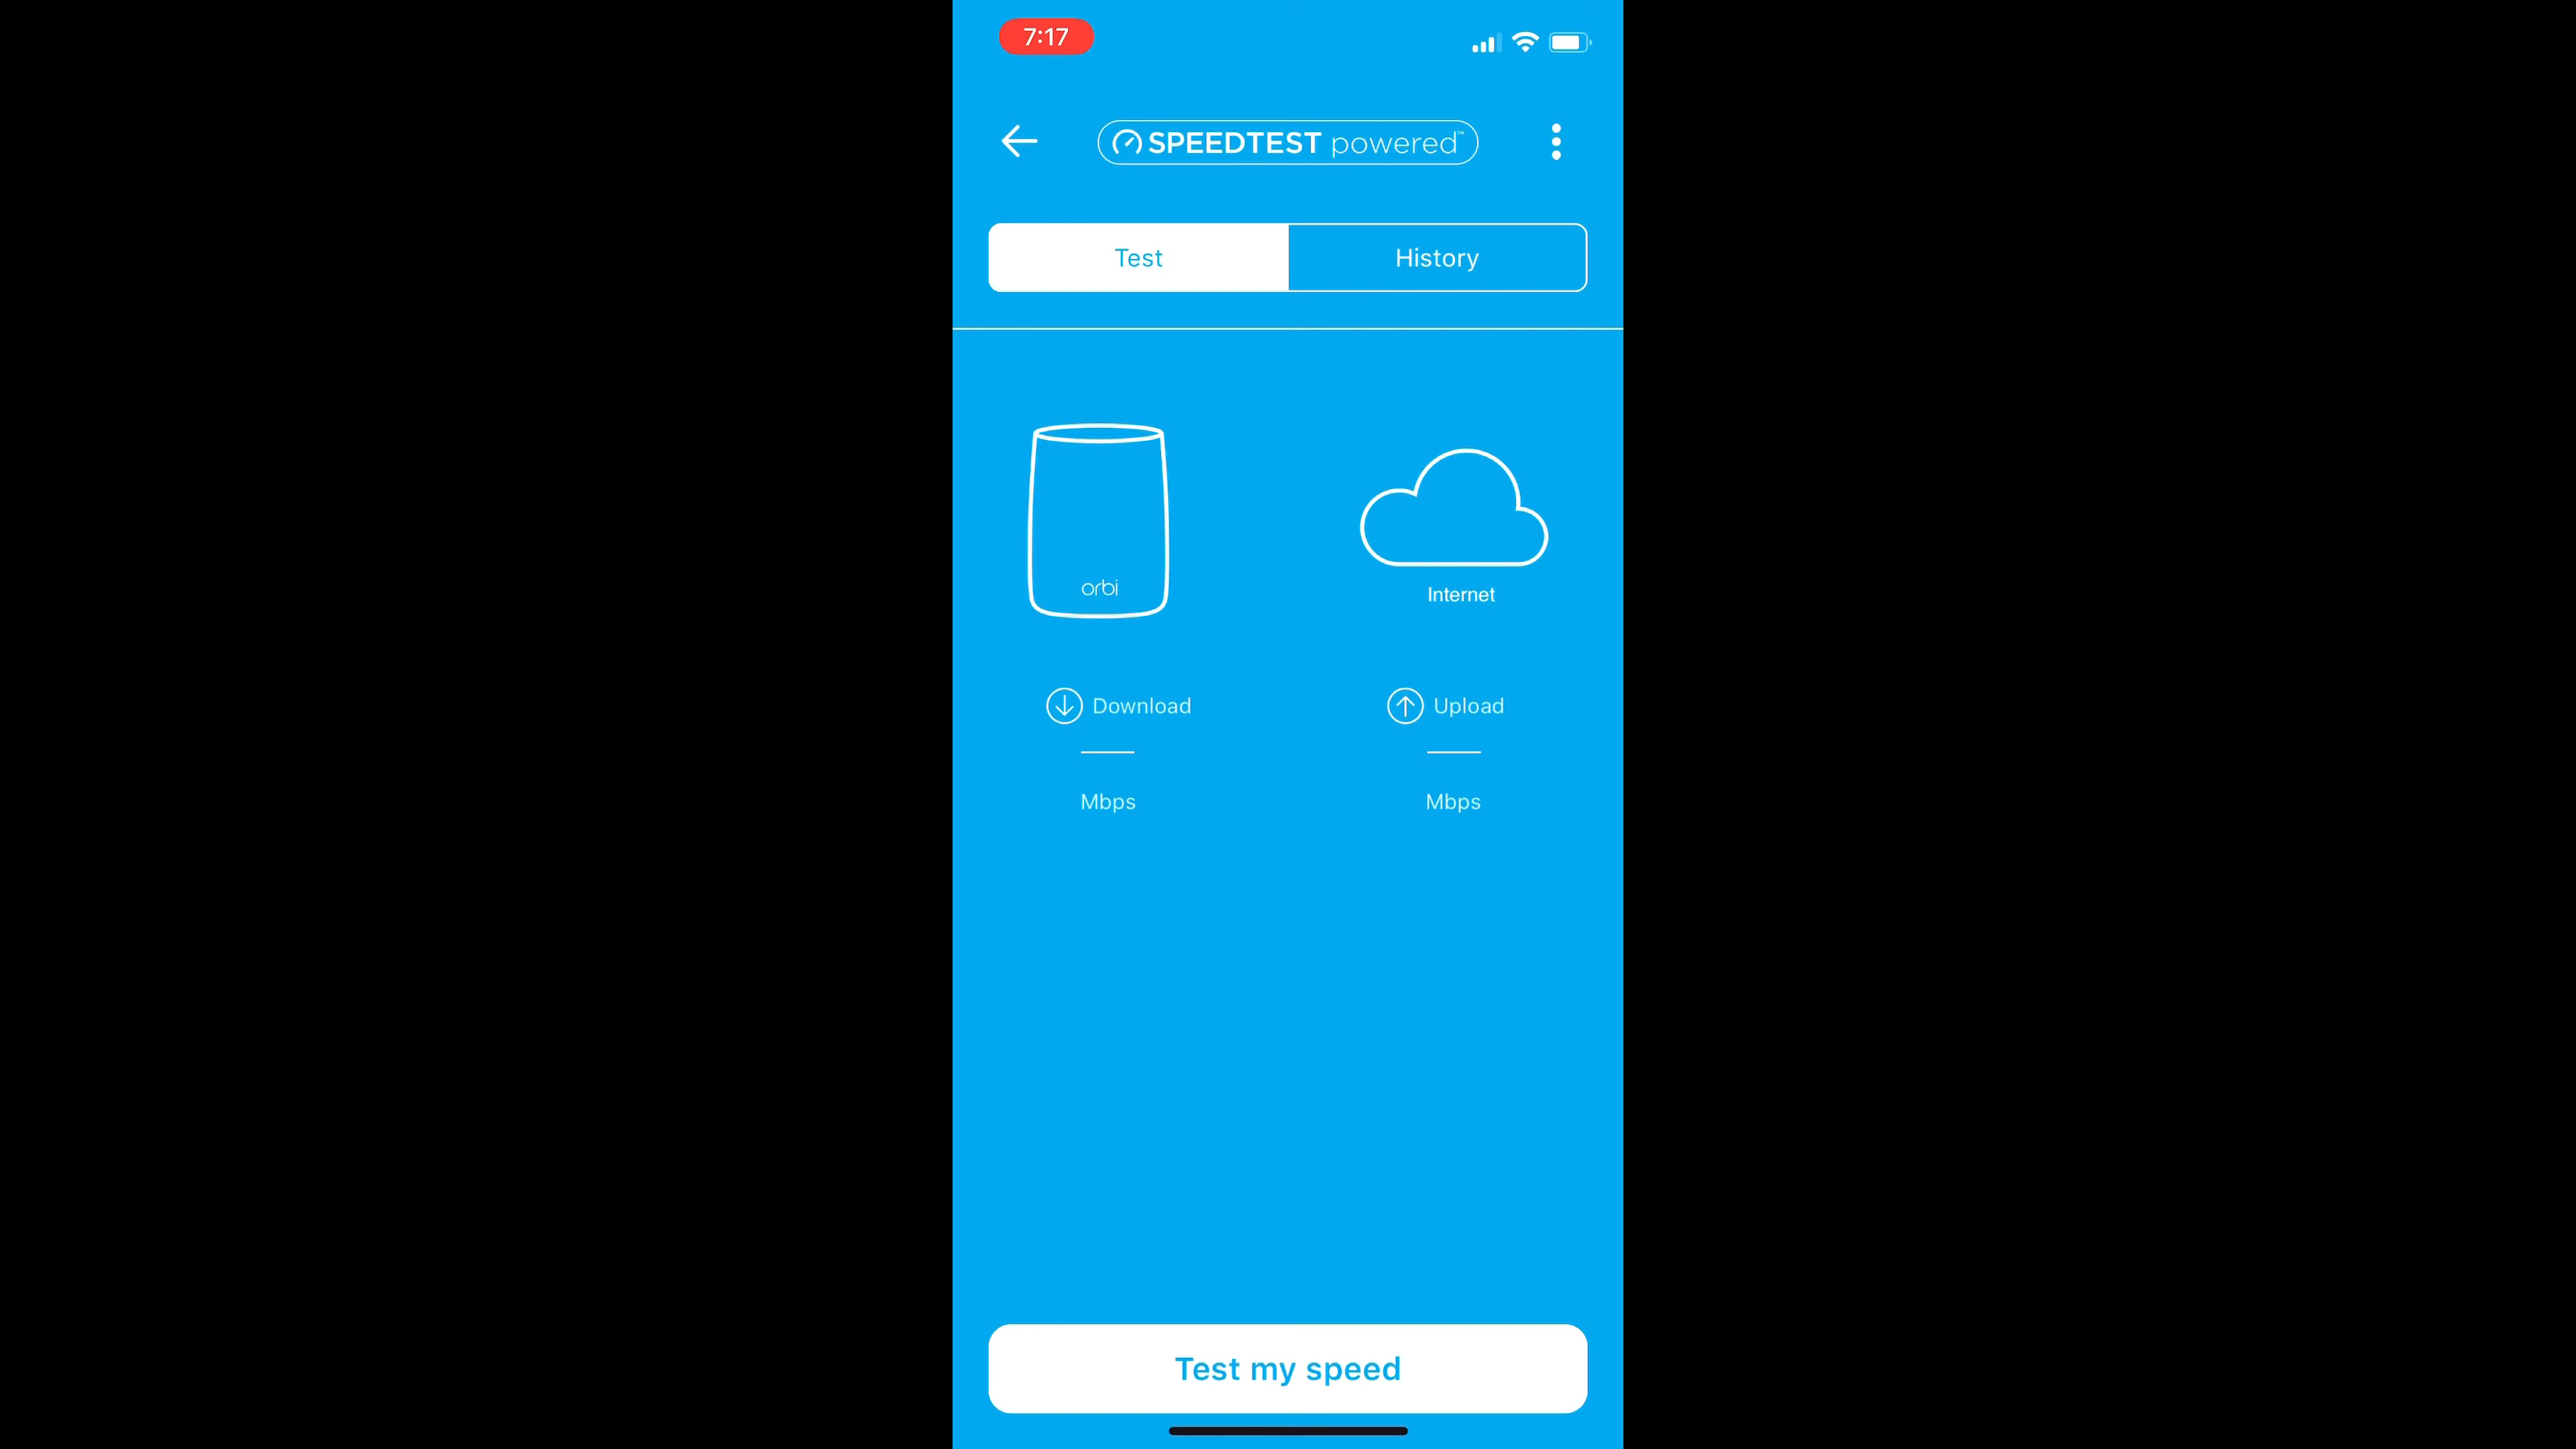 7:17
SPEEDTEST powered™
Test
History
orbi
Internet
Download
Upload
Mbps
Mbps
Test my speed